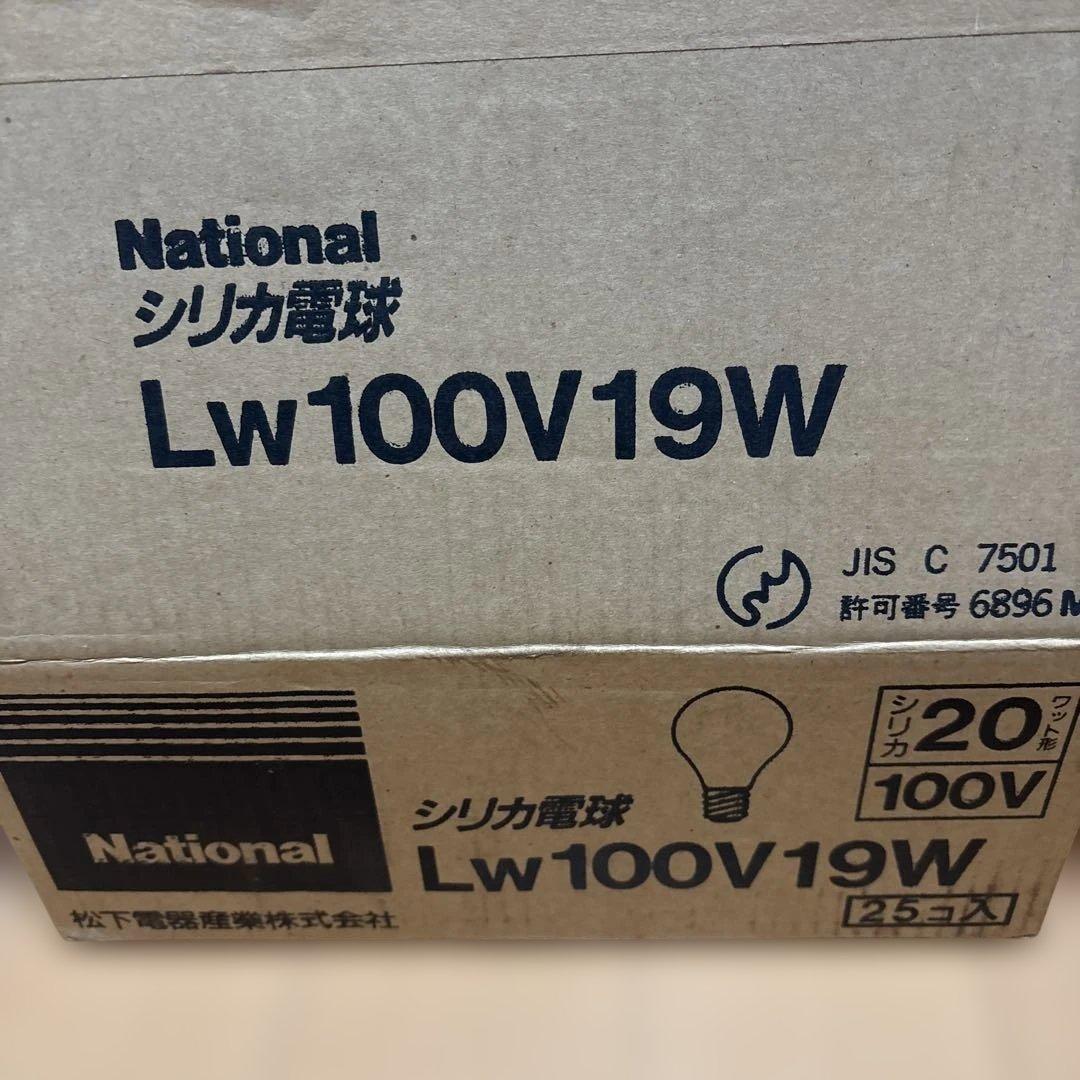 National
シリカ電球
Lw100V19W
JIS C 7501
許可番号 6896 M
シリカ 20 ワット形
100V
シリカ電球
National
Lw100V19W
松下電器産業株式会社
25コ入